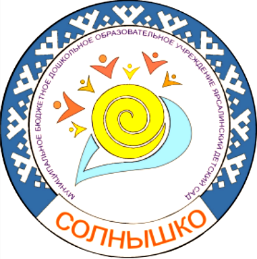 МУНИЦИПАЛЬНОЕ БЮДЖЕТНОЕ ДОШКОЛЬНОЕ ОБРАЗОВАТЕЛЬНОЕ УЧРЕЖДЕНИЕ ЯРСАЛИНСКИЙ ДЕТСКИЙ САД
СОЛНЫШКО